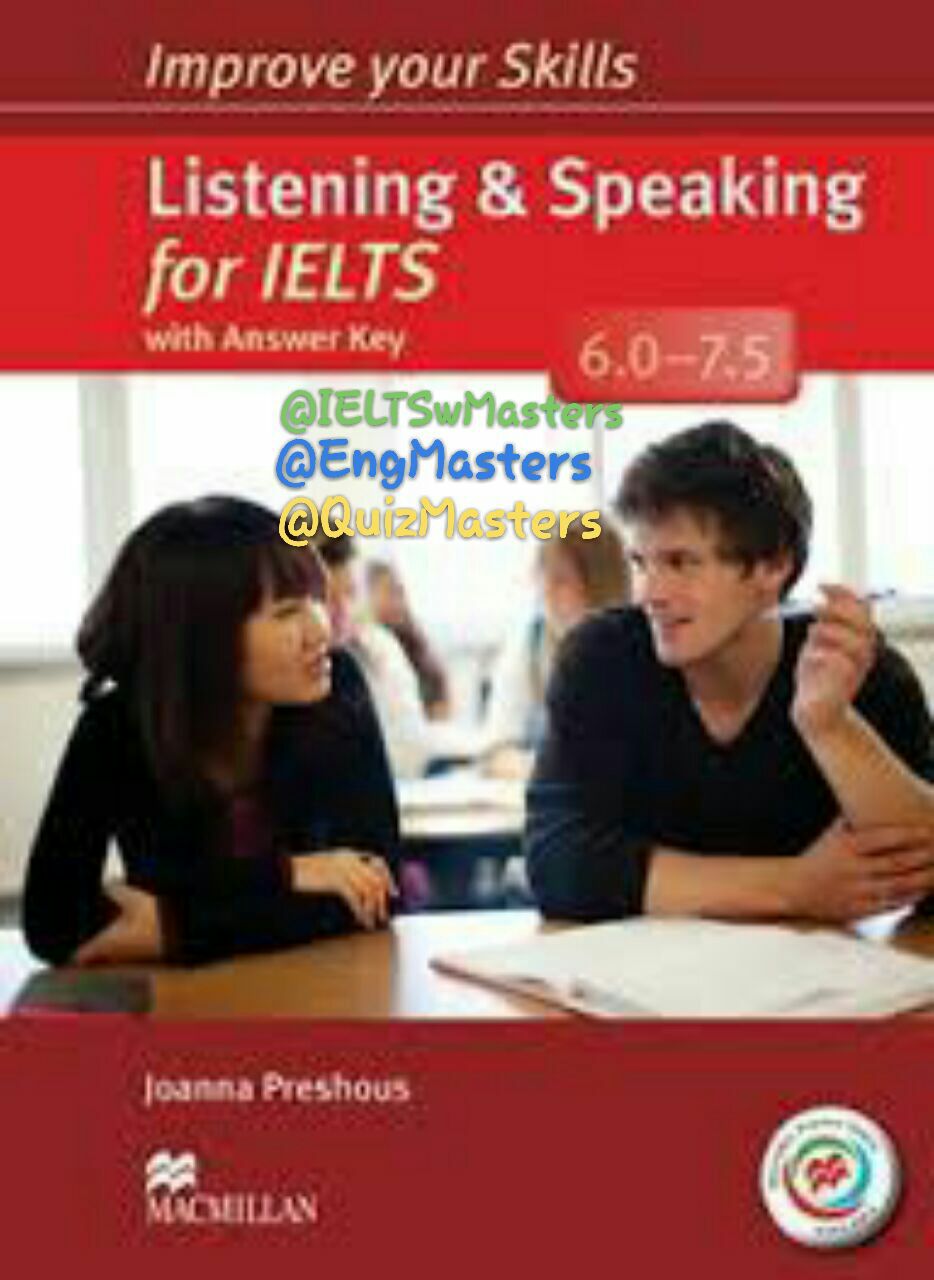 Improve your Skills
Listening & Speaking
for IELTS
with Answer Key
6.0–7.5
@IELTSwMasters
@EngMasters
@QuizMasters
Joanna Preshous
MACMILLAN